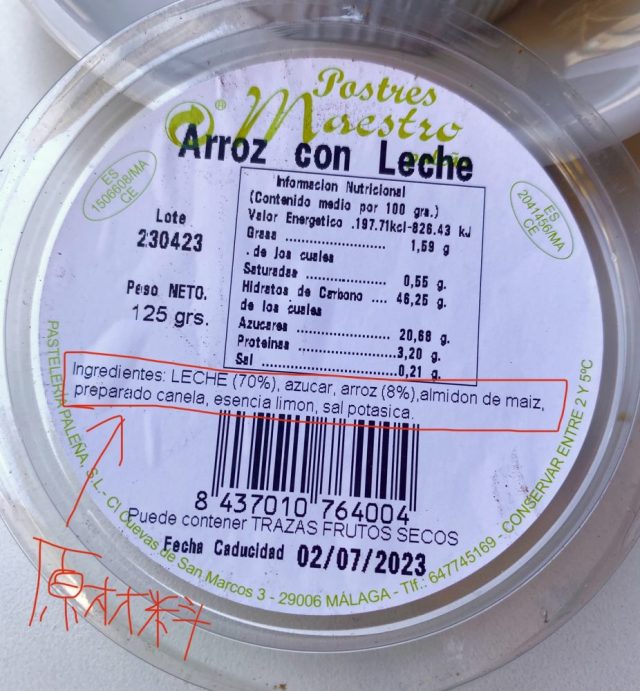 Postres
Maestro
®
Arroz con Leche
ES
1506608/MA
CE
ES
2041456/MA
CE
Lote
230423
Peso NETO.
125 grs.
Informacion Nutricional
(Contenido medio por 100 grs.)
Valor Energetico .197.71kcl-826.43 kJ
Grasa .................... 1,59 g
.de los cuales
Saturadas ................ 0,55 g.
Hidratos de Carbono .... 46,25 g.
de los cuales
Azucares .................. 20,68 g.
Proteinas ................. 3,20 g.
Sal ....................... 0,21 g.
Ingredientes: LECHE (70%), azucar, arroz (8%),almidon de maiz,
preparado canela, esencia limon, sal potasica.
8 437010 764004
Puede contener TRAZAS FRUTOS SECOS
Fecha Caducidad 02/07/2023
PASTELERÍA PALEÑA, S.L.- C/ Cuevas de San Marcos 3 - 29006 MÁLAGA - Tlf.: 647745169 - CONSERVAR ENTRE 2 Y 5ºC
原材料